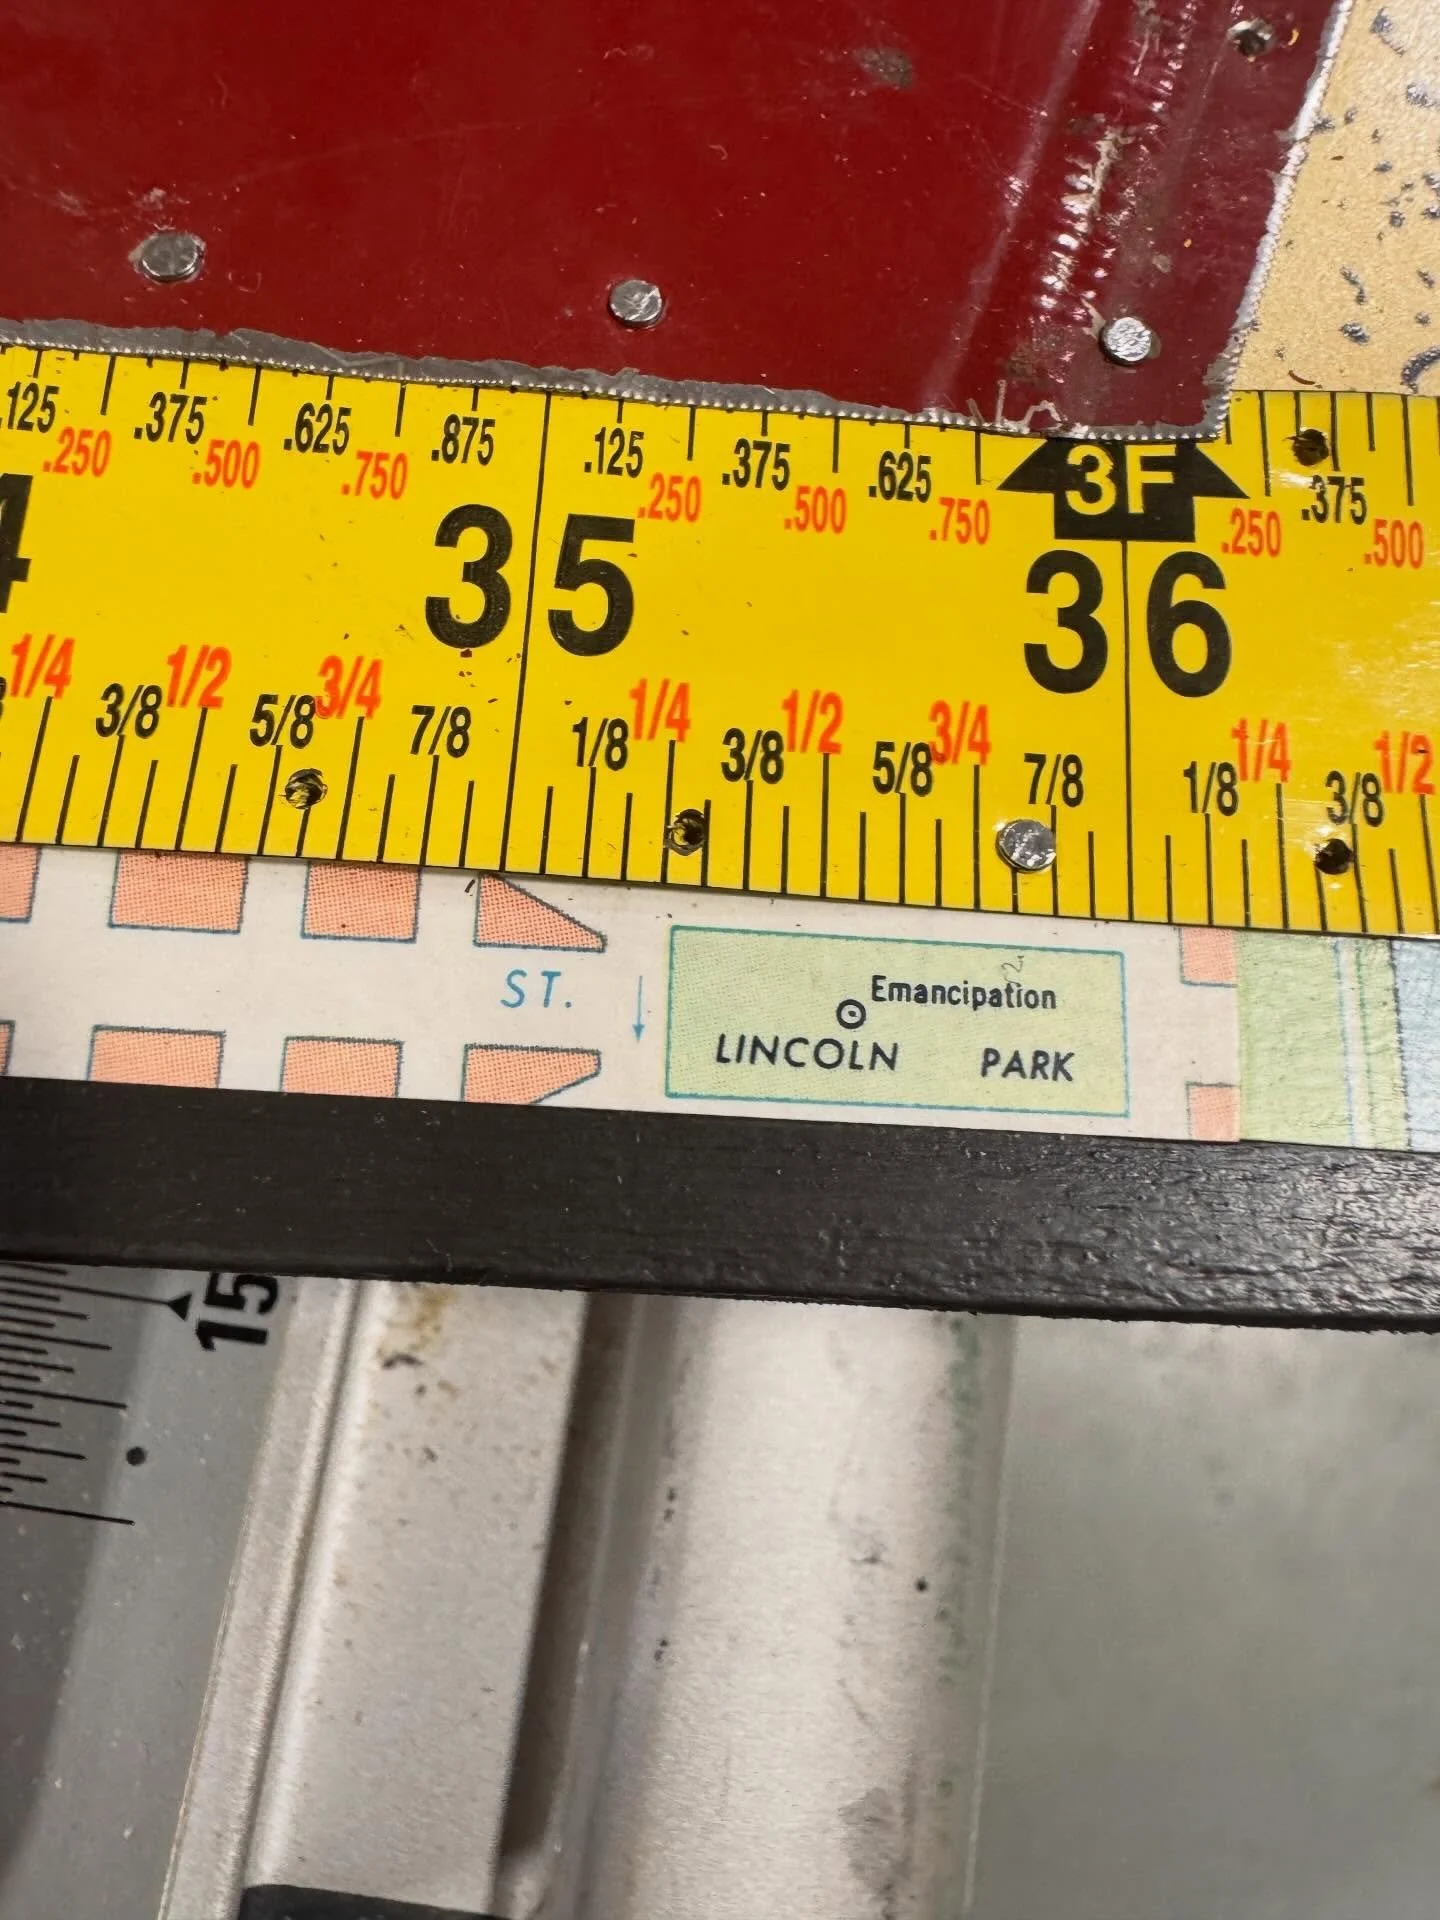 .125 .375 .625 .875 .125 .375 .625 3F .375
.250 .500 .750 .250 .500 .750 .250 .500
4 35 36
1/4 1/2 3/4 1/4 1/2 3/4 1/4 1/2
3/8 5/8 7/8 1/8 3/8 5/8 7/8 1/8 3/8
ST.
Emancipation
LINCOLN PARK
15